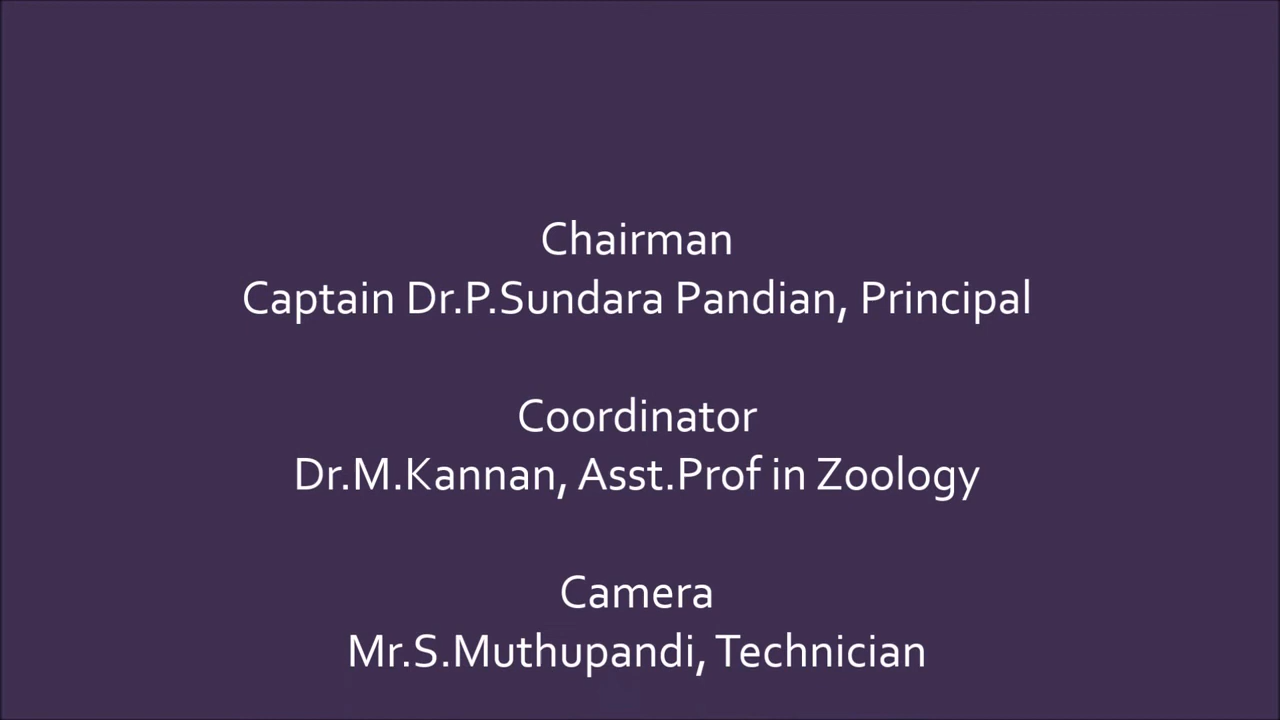 Chairman
Captain Dr.P.Sundara Pandian, Principal
Coordinator
Dr.M.Kannan, Asst.Prof in Zoology
Camera
Mr.S.Muthupandi, Technician